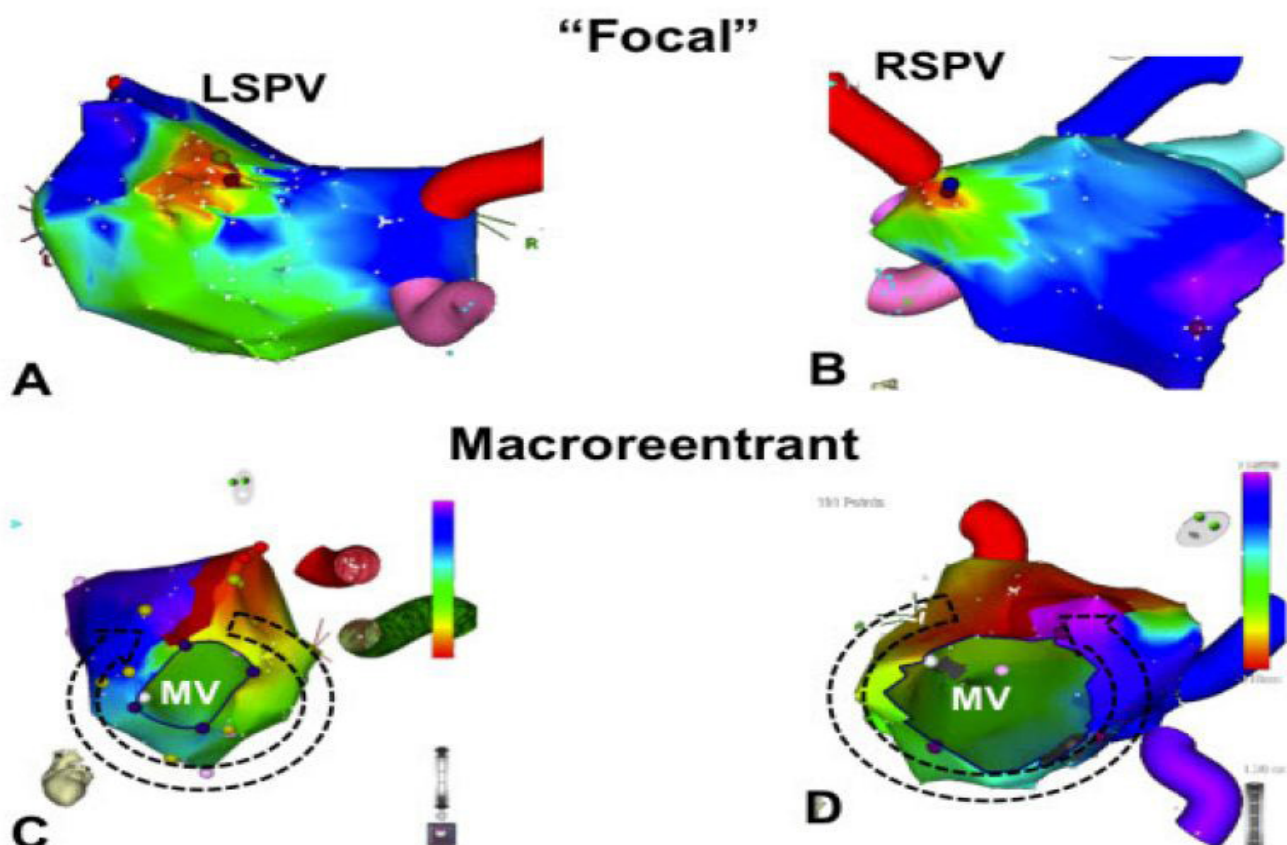 “Focal”
LSPV
RSPV
R
A
B
Macroreentrant
MV
MV
C
D